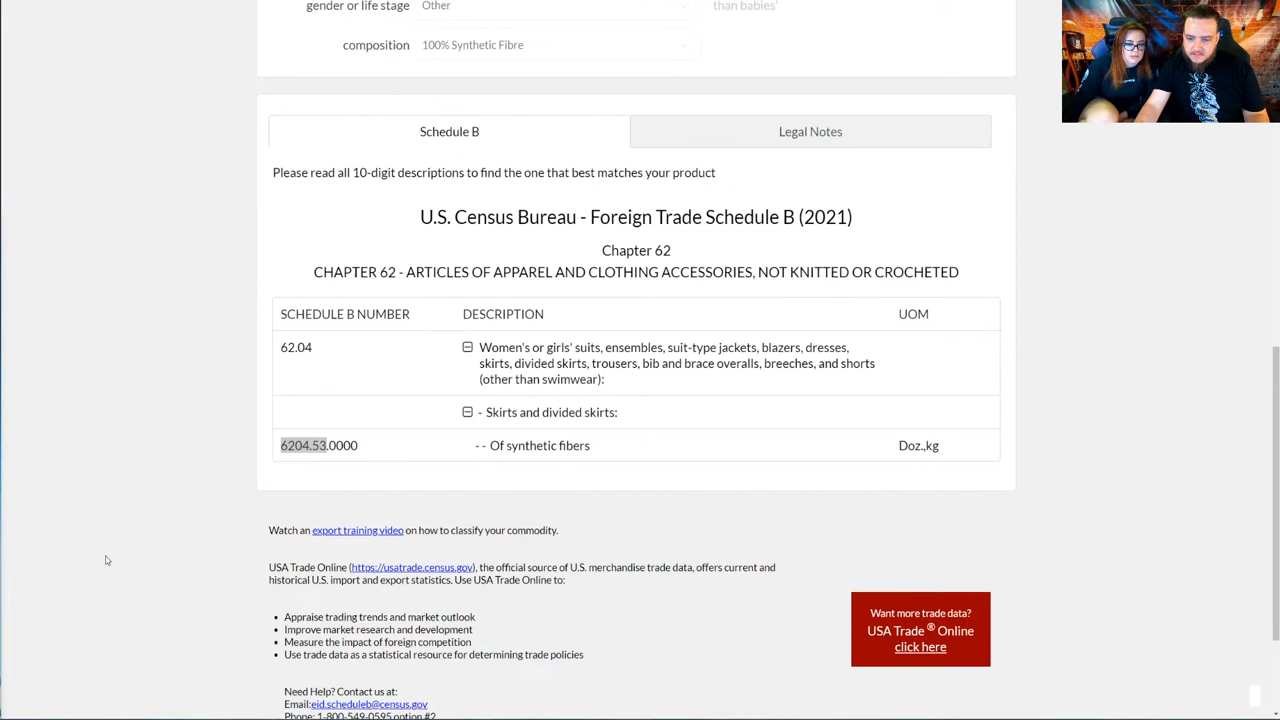 gender or life stage Other than babies'
composition 100% Synthetic Fibre
Schedule B Legal Notes
Please read all 10-digit descriptions to find the one that best matches your product
U.S. Census Bureau - Foreign Trade Schedule B (2021)
Chapter 62
CHAPTER 62 - ARTICLES OF APPAREL AND CLOTHING ACCESSORIES, NOT KNITTED OR CROCHETED
SCHEDULE B NUMBER DESCRIPTION UOM
62.04 Women's or girls' suits, ensembles, suit-type jackets, blazers, dresses,
skirts, divided skirts, trousers, bib and brace overalls, breeches, and shorts
(other than swimwear):
- Skirts and divided skirts:
6204.53.0000 - - Of synthetic fibers Doz.,kg
Watch an export training video on how to classify your commodity.
USA Trade Online (https://usatrade.census.gov), the official source of U.S. merchandise trade data, offers current and
historical U.S. import and export statistics. Use USA Trade Online to:
• Appraise trading trends and market outlook
• Improve market research and development
• Measure the impact of foreign competition
• Use trade data as a statistical resource for determining trade policies
Want more trade data?
USA Trade ® Online
click here
Need Help? Contact us at:
Email:eid.scheduleb@census.gov
Phone: 1-800-549-0595 option #2